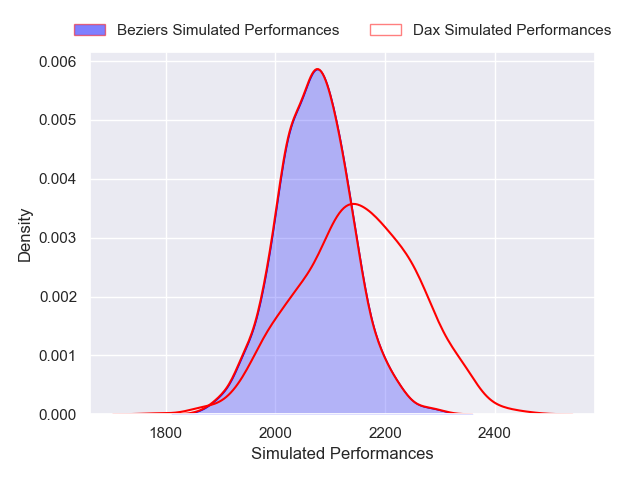 Beziers Simulated Performances Dax Simulated Performances
0.006
0.005
0.004
0.003
0.002
0.001
0.000
Density
1800 2000 2200 2400
Simulated Performances